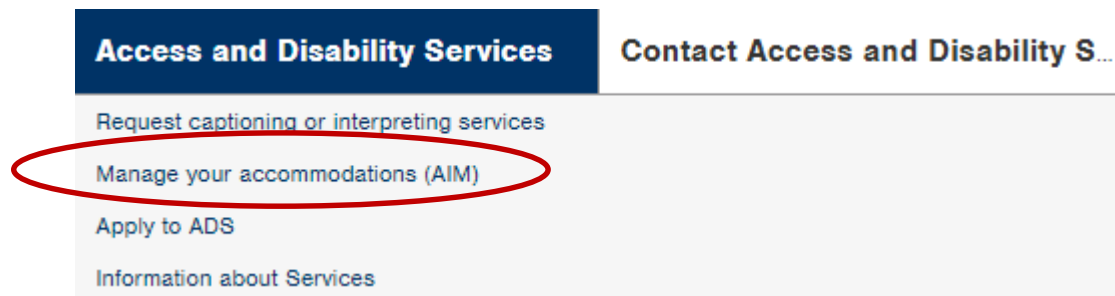 Access and Disability Services
Contact Access and Disability S...
Request captioning or interpreting services
Manage your accommodations (AIM)
Apply to ADS
Information about Services